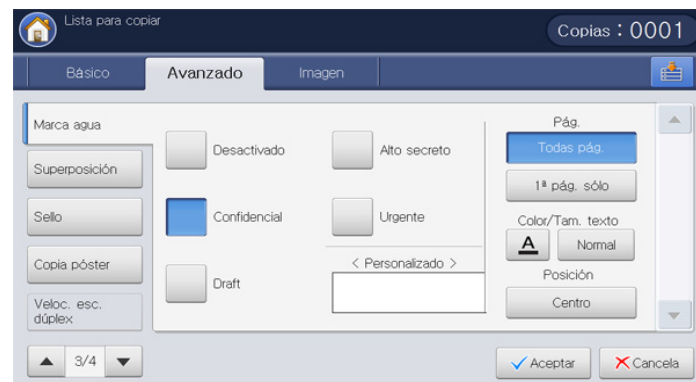 Lista para copiar
Copias : 0001
Básico
Avanzado
Imagen
Marca agua
Superposición
Sello
Copia póster
Veloc. esc.
dúplex
3/4
Desactivado
Alto secreto
Confidencial
Urgente
Draft
< Personalizado >
Pág.
Todas pág.
1ª pág. sólo
Color/Tam. texto
A
Normal
Posición
Centro
Aceptar
Cancela